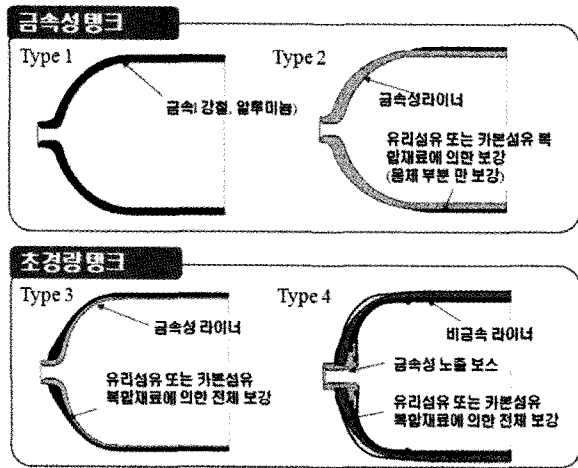 금속성탱크
Type 1
금속( 강철, 알루미늄)
Type 2
금속성라이너
유리섬유 또는 카본섬유 복
합재료에 의한 보강
(몸체 부분 만 보강)
초경량탱크
Type 3
금속성 라이너
유리섬유 또는 카본섬유
복합재료에 의한 전체 보강
Type 4
비금속 라이너
금속성 노출 보스
유리섬유 또는 카본섬유
복합재료에 의한 전체 보강